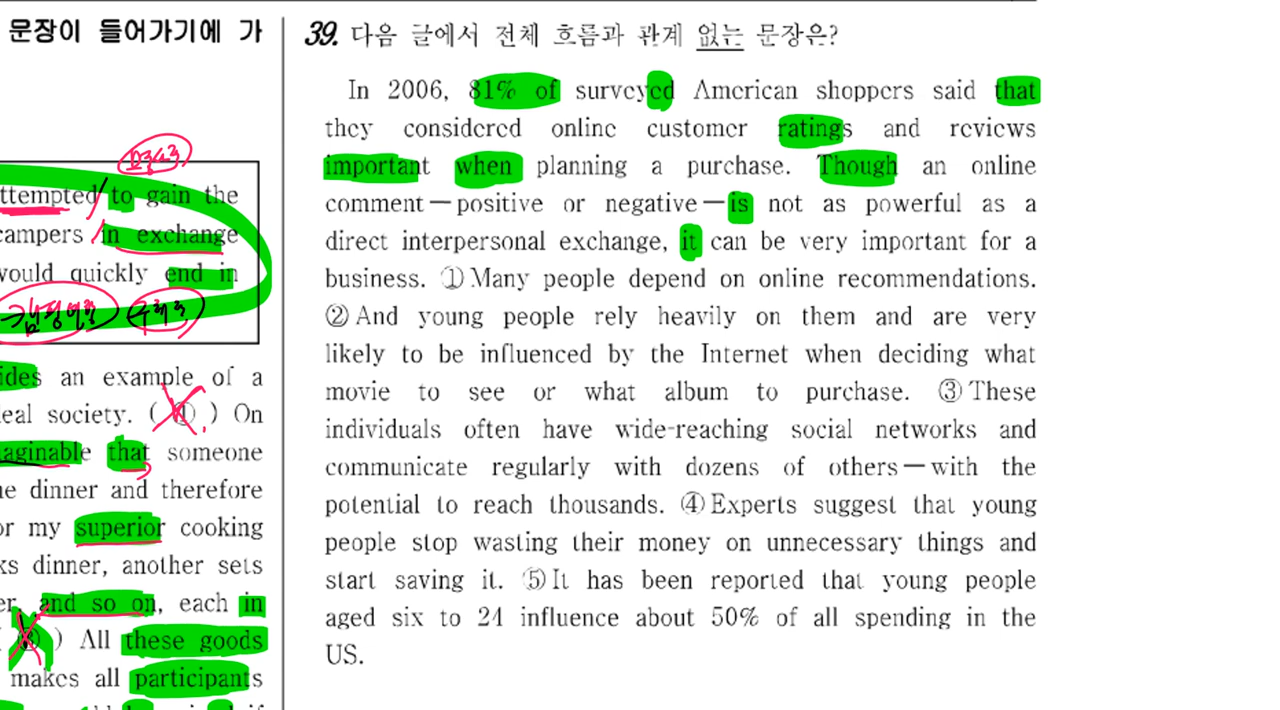 문장이 들어가기에 가
요구사항
ttempted to gain the
campers in exchange
would quickly end in
수혜자
ides an example of a
eal society. ( ① ) On
aginable that someone
ne dinner and therefore
or my superior cooking
ks dinner, another sets
er, and so on, each in
) All these goods
makes all participants
39. 다음 글에서 전체 흐름과 관계 없는 문장은?
In 2006, 81% of surveyed American shoppers said that
they considered online customer ratings and reviews
important when planning a purchase. Though an online
comment—positive or negative—is not as powerful as a
direct interpersonal exchange, it can be very important for a
business. ① Many people depend on online recommendations.
② And young people rely heavily on them and are very
likely to be influenced by the Internet when deciding what
movie to see or what album to purchase. ③ These
individuals often have wide-reaching social networks and
communicate regularly with dozens of others—with the
potential to reach thousands. ④ Experts suggest that young
people stop wasting their money on unnecessary things and
start saving it. ⑤ It has been reported that young people
aged six to 24 influence about 50% of all spending in the
US.